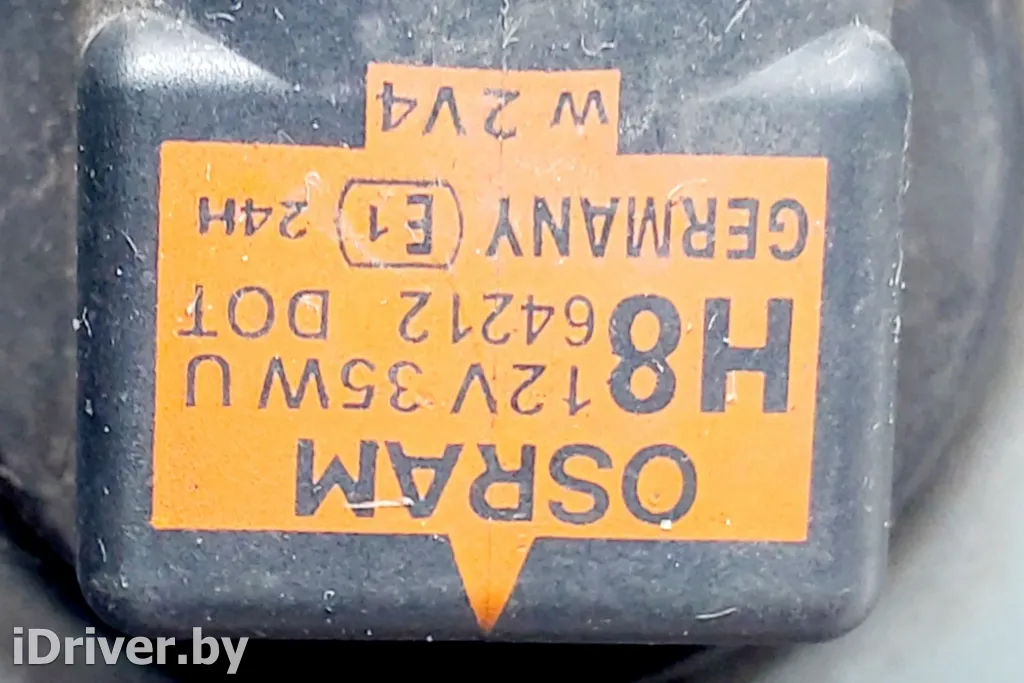 OSRAM
H8 12V 35W U
64212 DOT
GERMANY E1 24H
W 2V4
iDriver.by